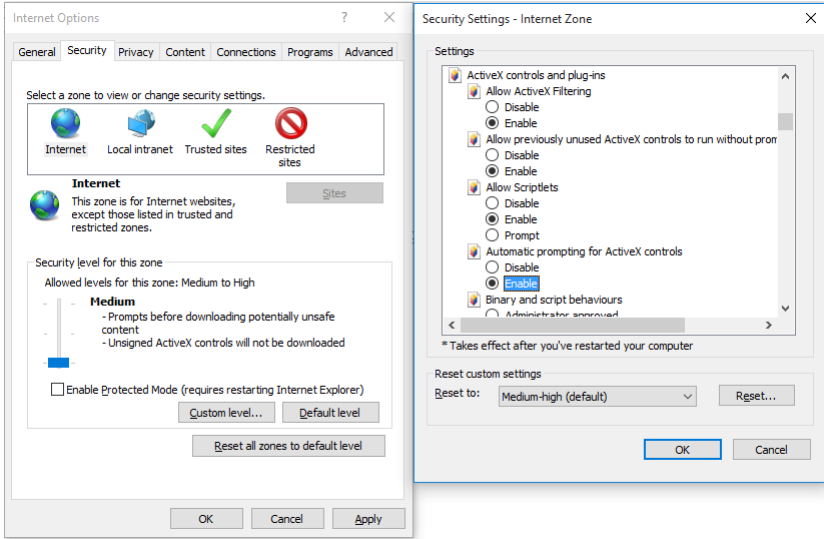 Internet Options
General Security Privacy Content Connections Programs Advanced
Select a zone to view or change security settings.
Internet
Local intranet
Trusted sites
Restricted
sites
Internet
This zone is for Internet websites,
except those listed in trusted and
restricted zones.
Sites
Security level for this zone
Allowed levels for this zone: Medium to High
Medium
- Prompts before downloading potentially unsafe
content
- Unsigned ActiveX controls will not be downloaded
Enable Protected Mode (requires restarting Internet Explorer)
Custom level... Default level
Reset all zones to default level
OK Cancel Apply
Security Settings - Internet Zone
Settings
ActiveX controls and plug-ins
Allow ActiveX Filtering
Disable
Enable
Allow previously unused ActiveX controls to run without prom
Disable
Enable
Allow Scriptlets
Disable
Enable
Prompt
Automatic prompting for ActiveX controls
Disable
Enable
Binary and script behaviours
Administrator approved
* Takes effect after you've restarted your computer
Reset custom settings
Reset to: Medium-high (default) Reset...
OK Cancel